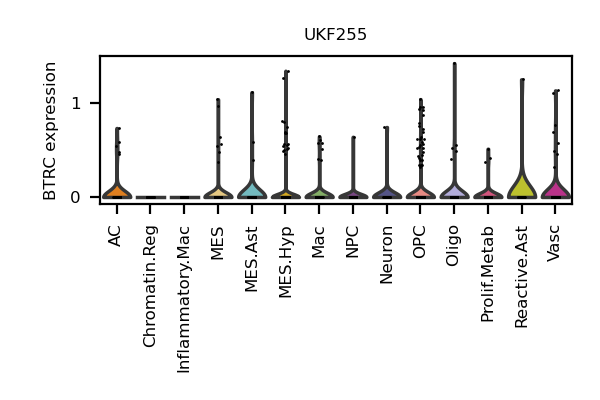 UKF255
BTRC expression
1
0
AC
Chromatin.Reg
Inflammatory.Mac
MES
MES.Ast
MES.Hyp
Mac
NPC
Neuron
OPC
Oligo
Prolif.Metab
Reactive.Ast
Vasc